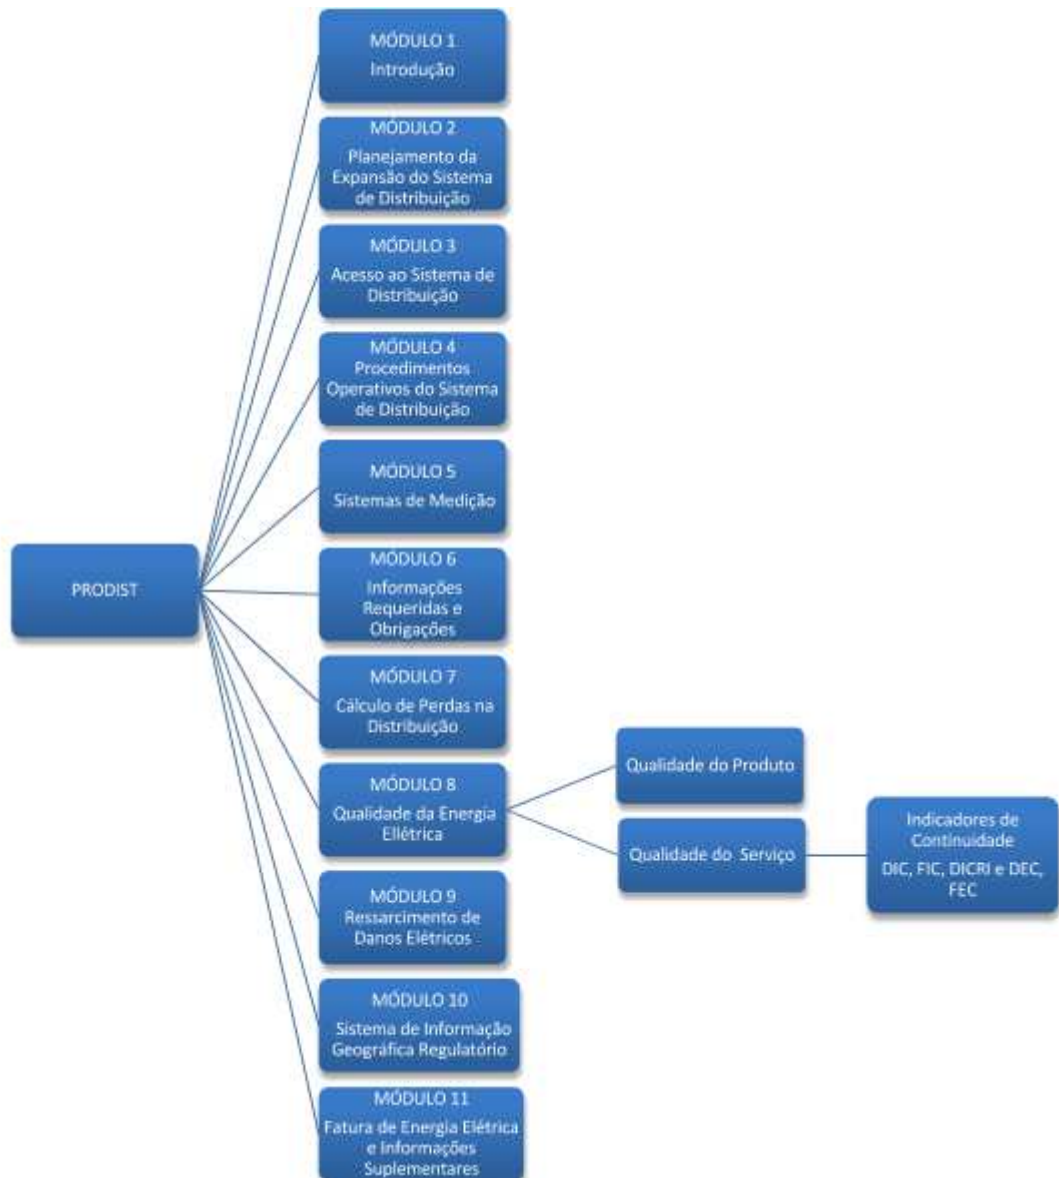 MÓDULO 1
Introdução
MÓDULO 2
Planejamento da
Expansão do Sistema
de Distribuição
MÓDULO 3
Acesso ao Sistema de
Distribuição
MÓDULO 4
Procedimentos
Operativos do Sistema
de Distribuição
MÓDULO 5
Sistemas de Medição
PRODIST
MÓDULO 6
Informações
Requeridas e
Obrigações
MÓDULO 7
Cálculo de Perdas na
Distribuição
MÓDULO 8
Qualidade da Energia
Ellétrica
Qualidade do Produto
Qualidade do Serviço
Indicadores de
Continuidade
DIC, FIC, DICRI e DEC,
FEC
MÓDULO 9
Ressarcimento de
Danos Elétricos
MÓDULO 10
Sistema de Informação
Geográfica Regulatório
MÓDULO 11
Fatura de Energia Elétrica
e Informações
Suplementares